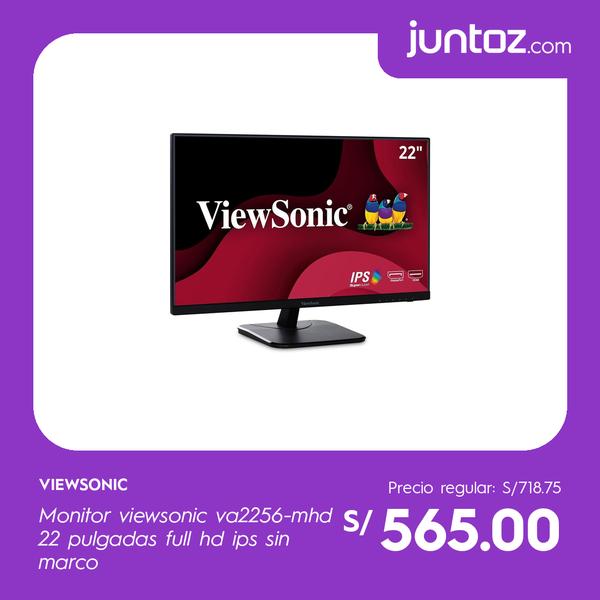 juntoz.com
22"
ViewSonic®
IPS
ViewSonic
VIEWSONIC
Monitor viewsonic va2256-mhd
22 pulgadas full hd ips sin
marco
Precio regular: S/718.75
S/ 565.00